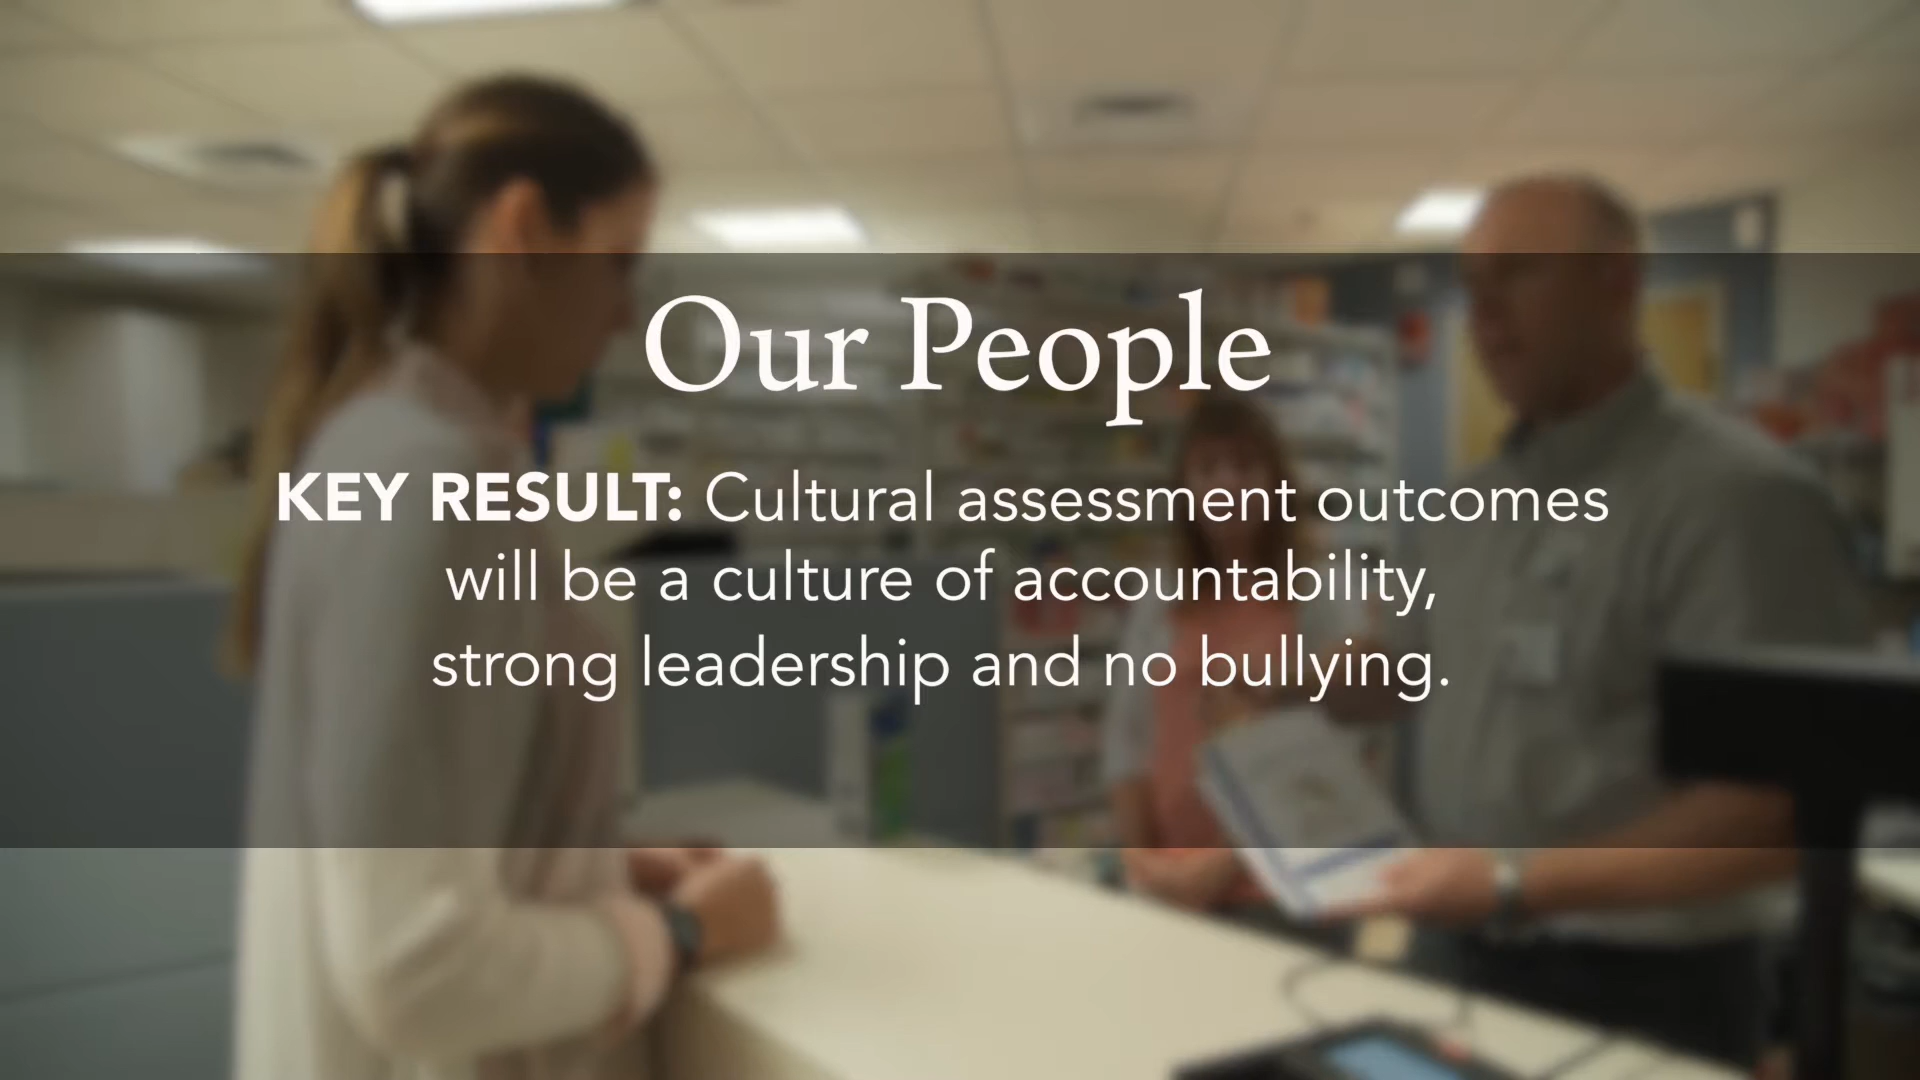 Our People
KEY RESULT: Cultural assessment outcomes
will be a culture of accountability,
strong leadership and no bullying.